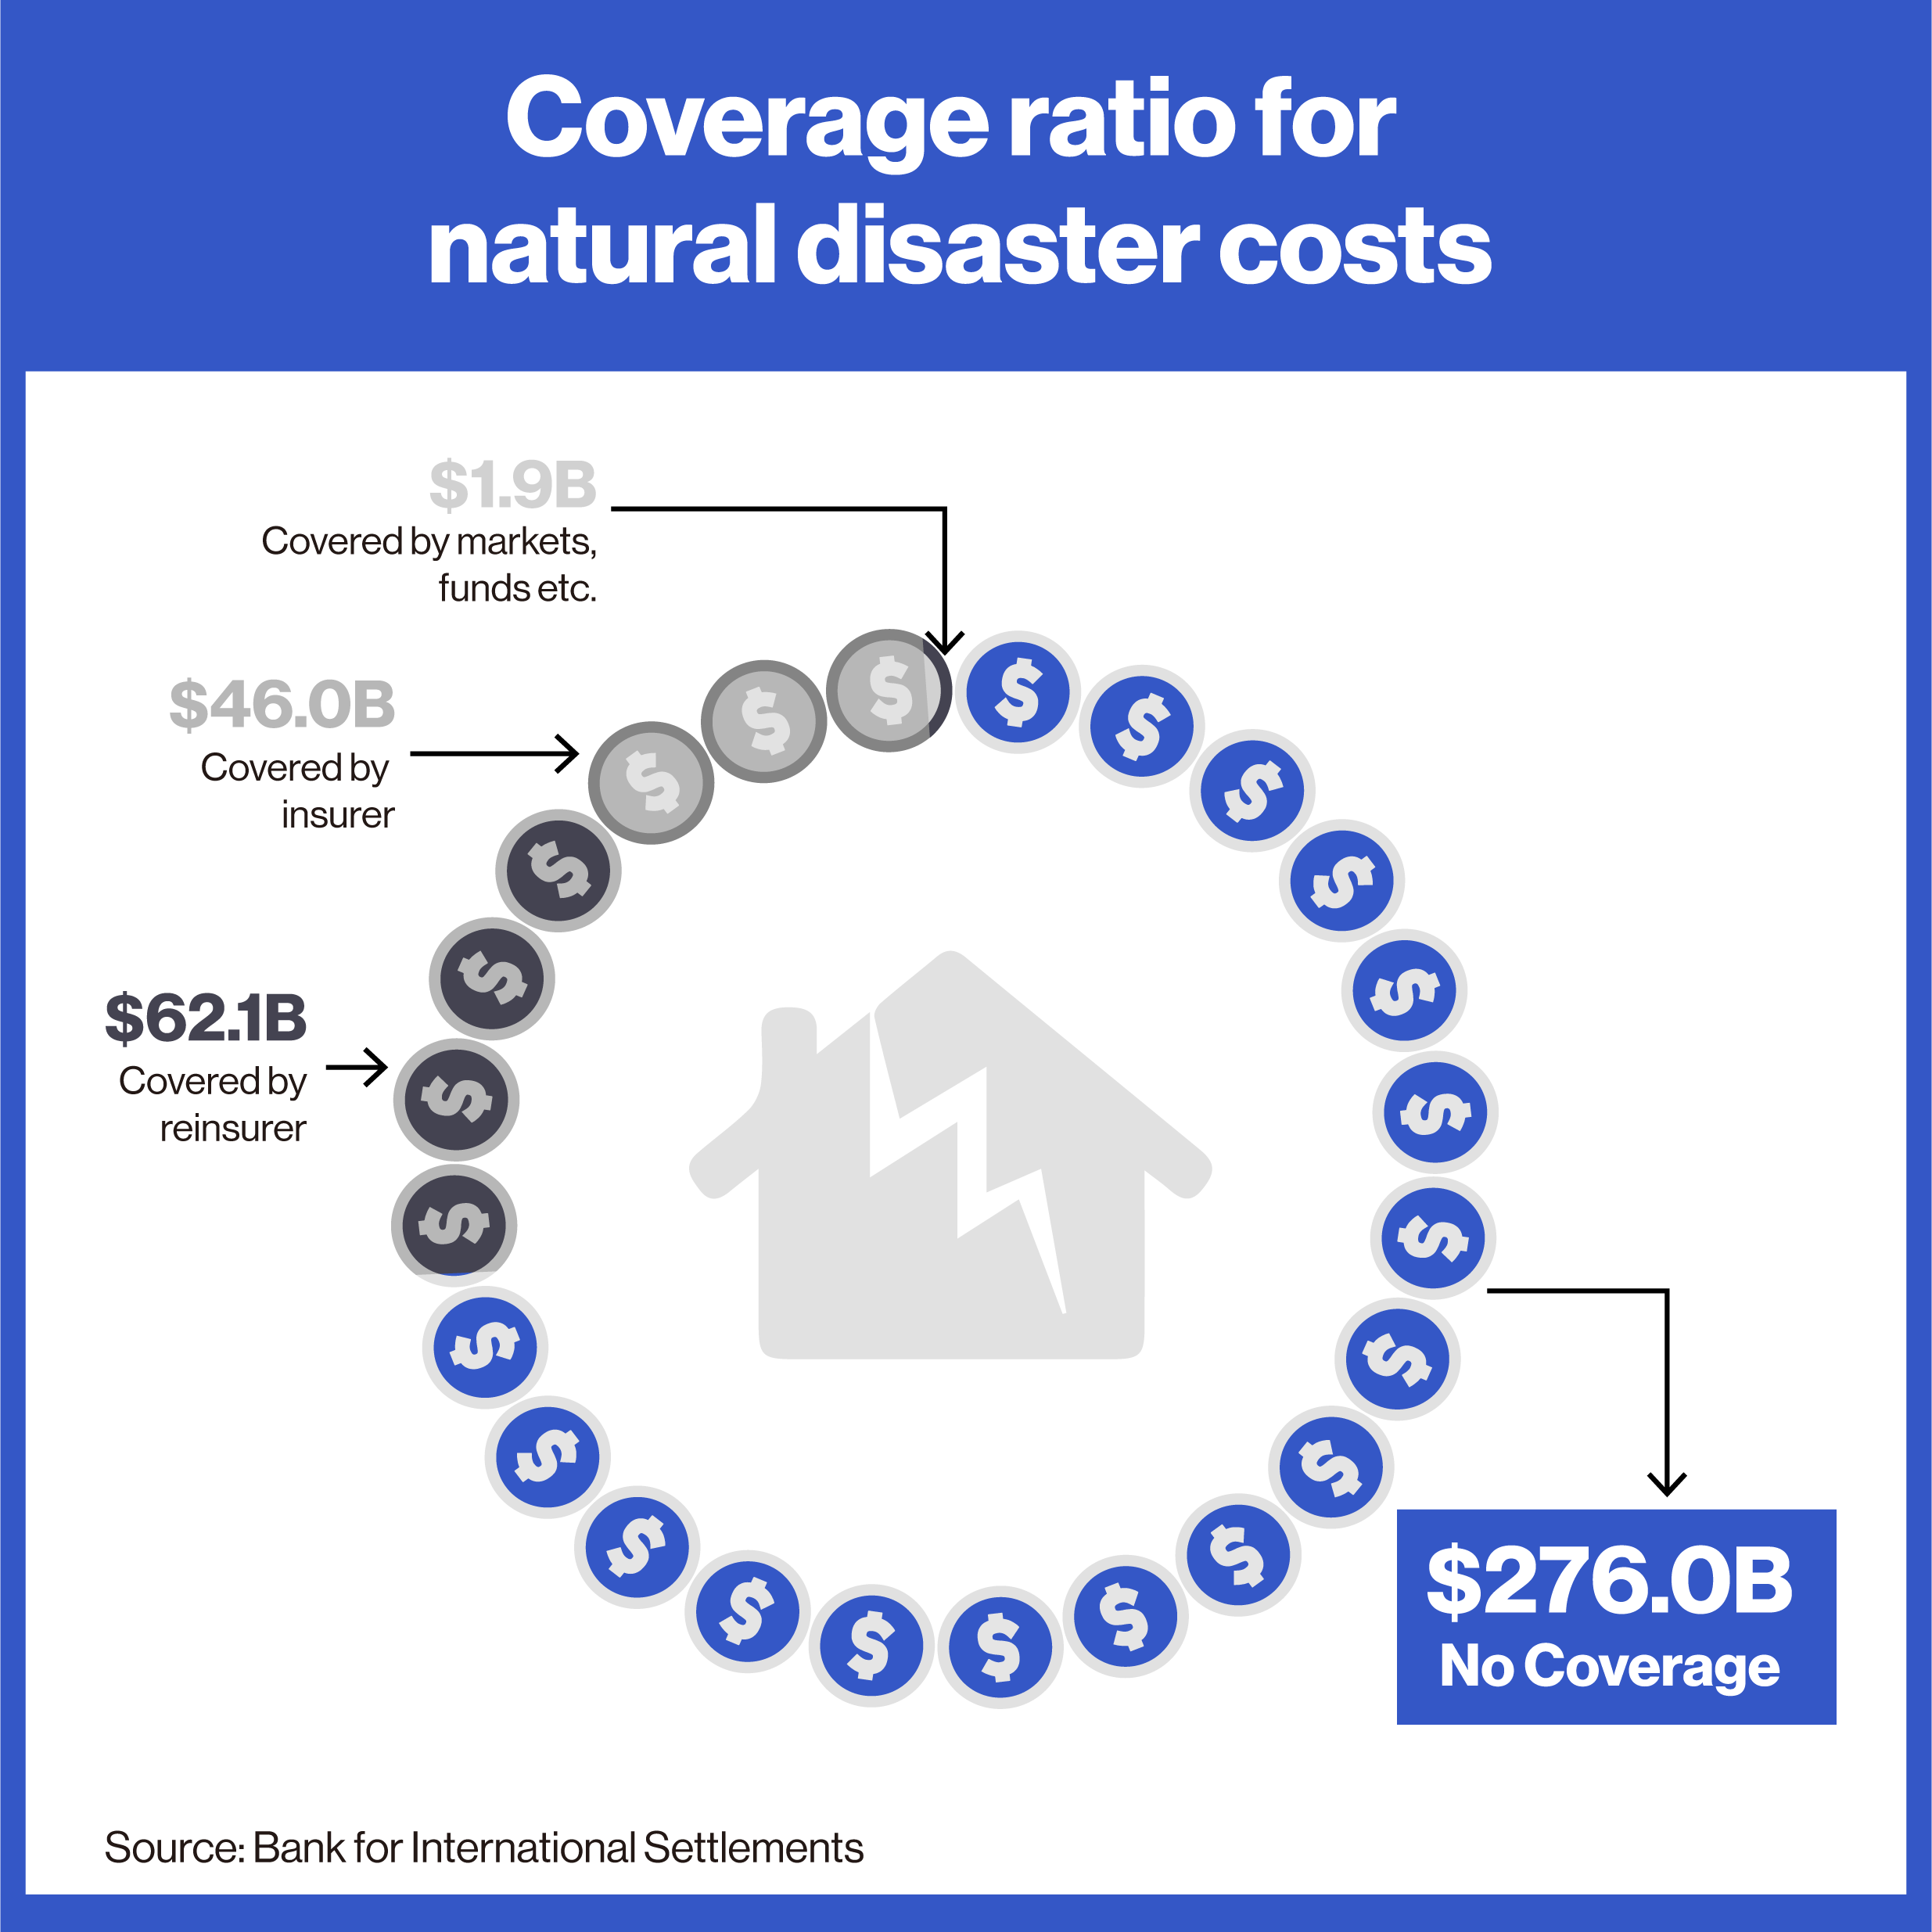 Coverage ratio for
natural disaster costs
$1.9B
Covered by markets,
funds etc.
$46.0B
Covered by
insurer
$62.1B
Covered by
reinsurer
$276.0B
No Coverage
Source: Bank for International Settlements